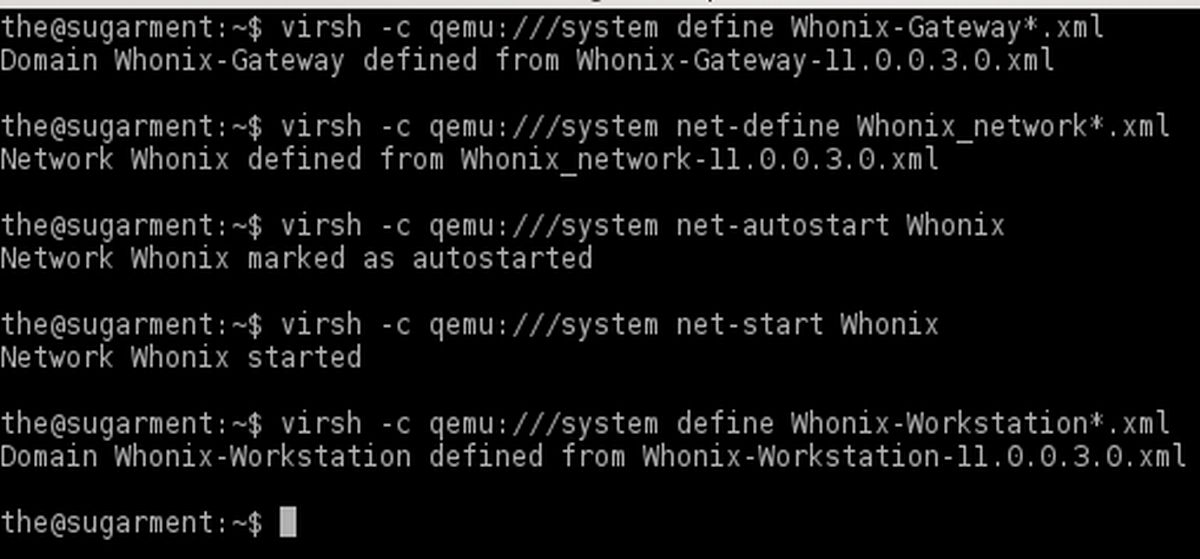 the@sugarment:~$ virsh -c qemu:///system define Whonix-Gateway*.xml
Domain Whonix-Gateway defined from Whonix-Gateway-11.0.0.3.0.xml
the@sugarment:~$ virsh -c qemu:///system net-define Whonix_network*.xml
Network Whonix defined from Whonix_network-11.0.0.3.0.xml
the@sugarment:~$ virsh -c qemu:///system net-autostart Whonix
Network Whonix marked as autostarted
the@sugarment:~$ virsh -c qemu:///system net-start Whonix
Network Whonix started
the@sugarment:~$ virsh -c qemu:///system define Whonix-Workstation*.xml
Domain Whonix-Workstation defined from Whonix-Workstation-11.0.0.3.0.xml
the@sugarment:~$